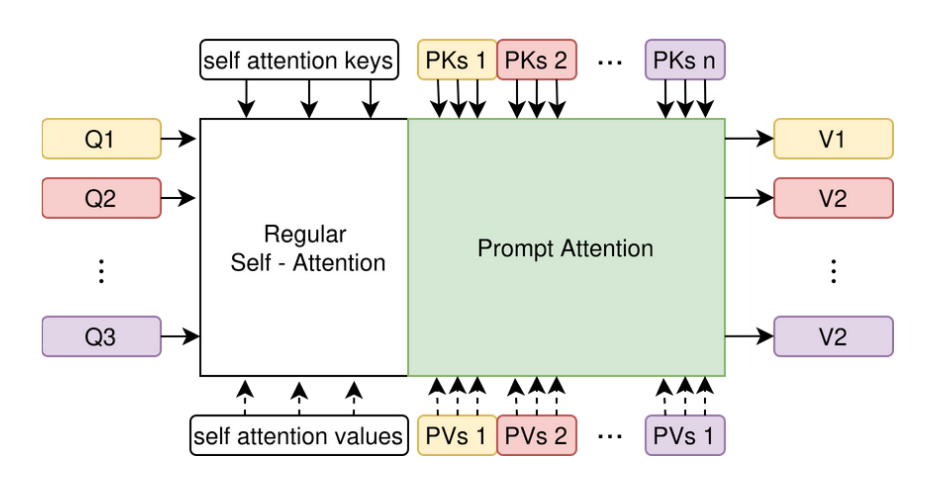 self attention keys
PKs 1
PKs 2
...
PKs n
Q1
V1
Q2
V2
Regular
Self - Attention
Prompt Attention
⋮
⋮
Q3
V2
self attention values
PVs 1
PVs 2
...
PVs 1